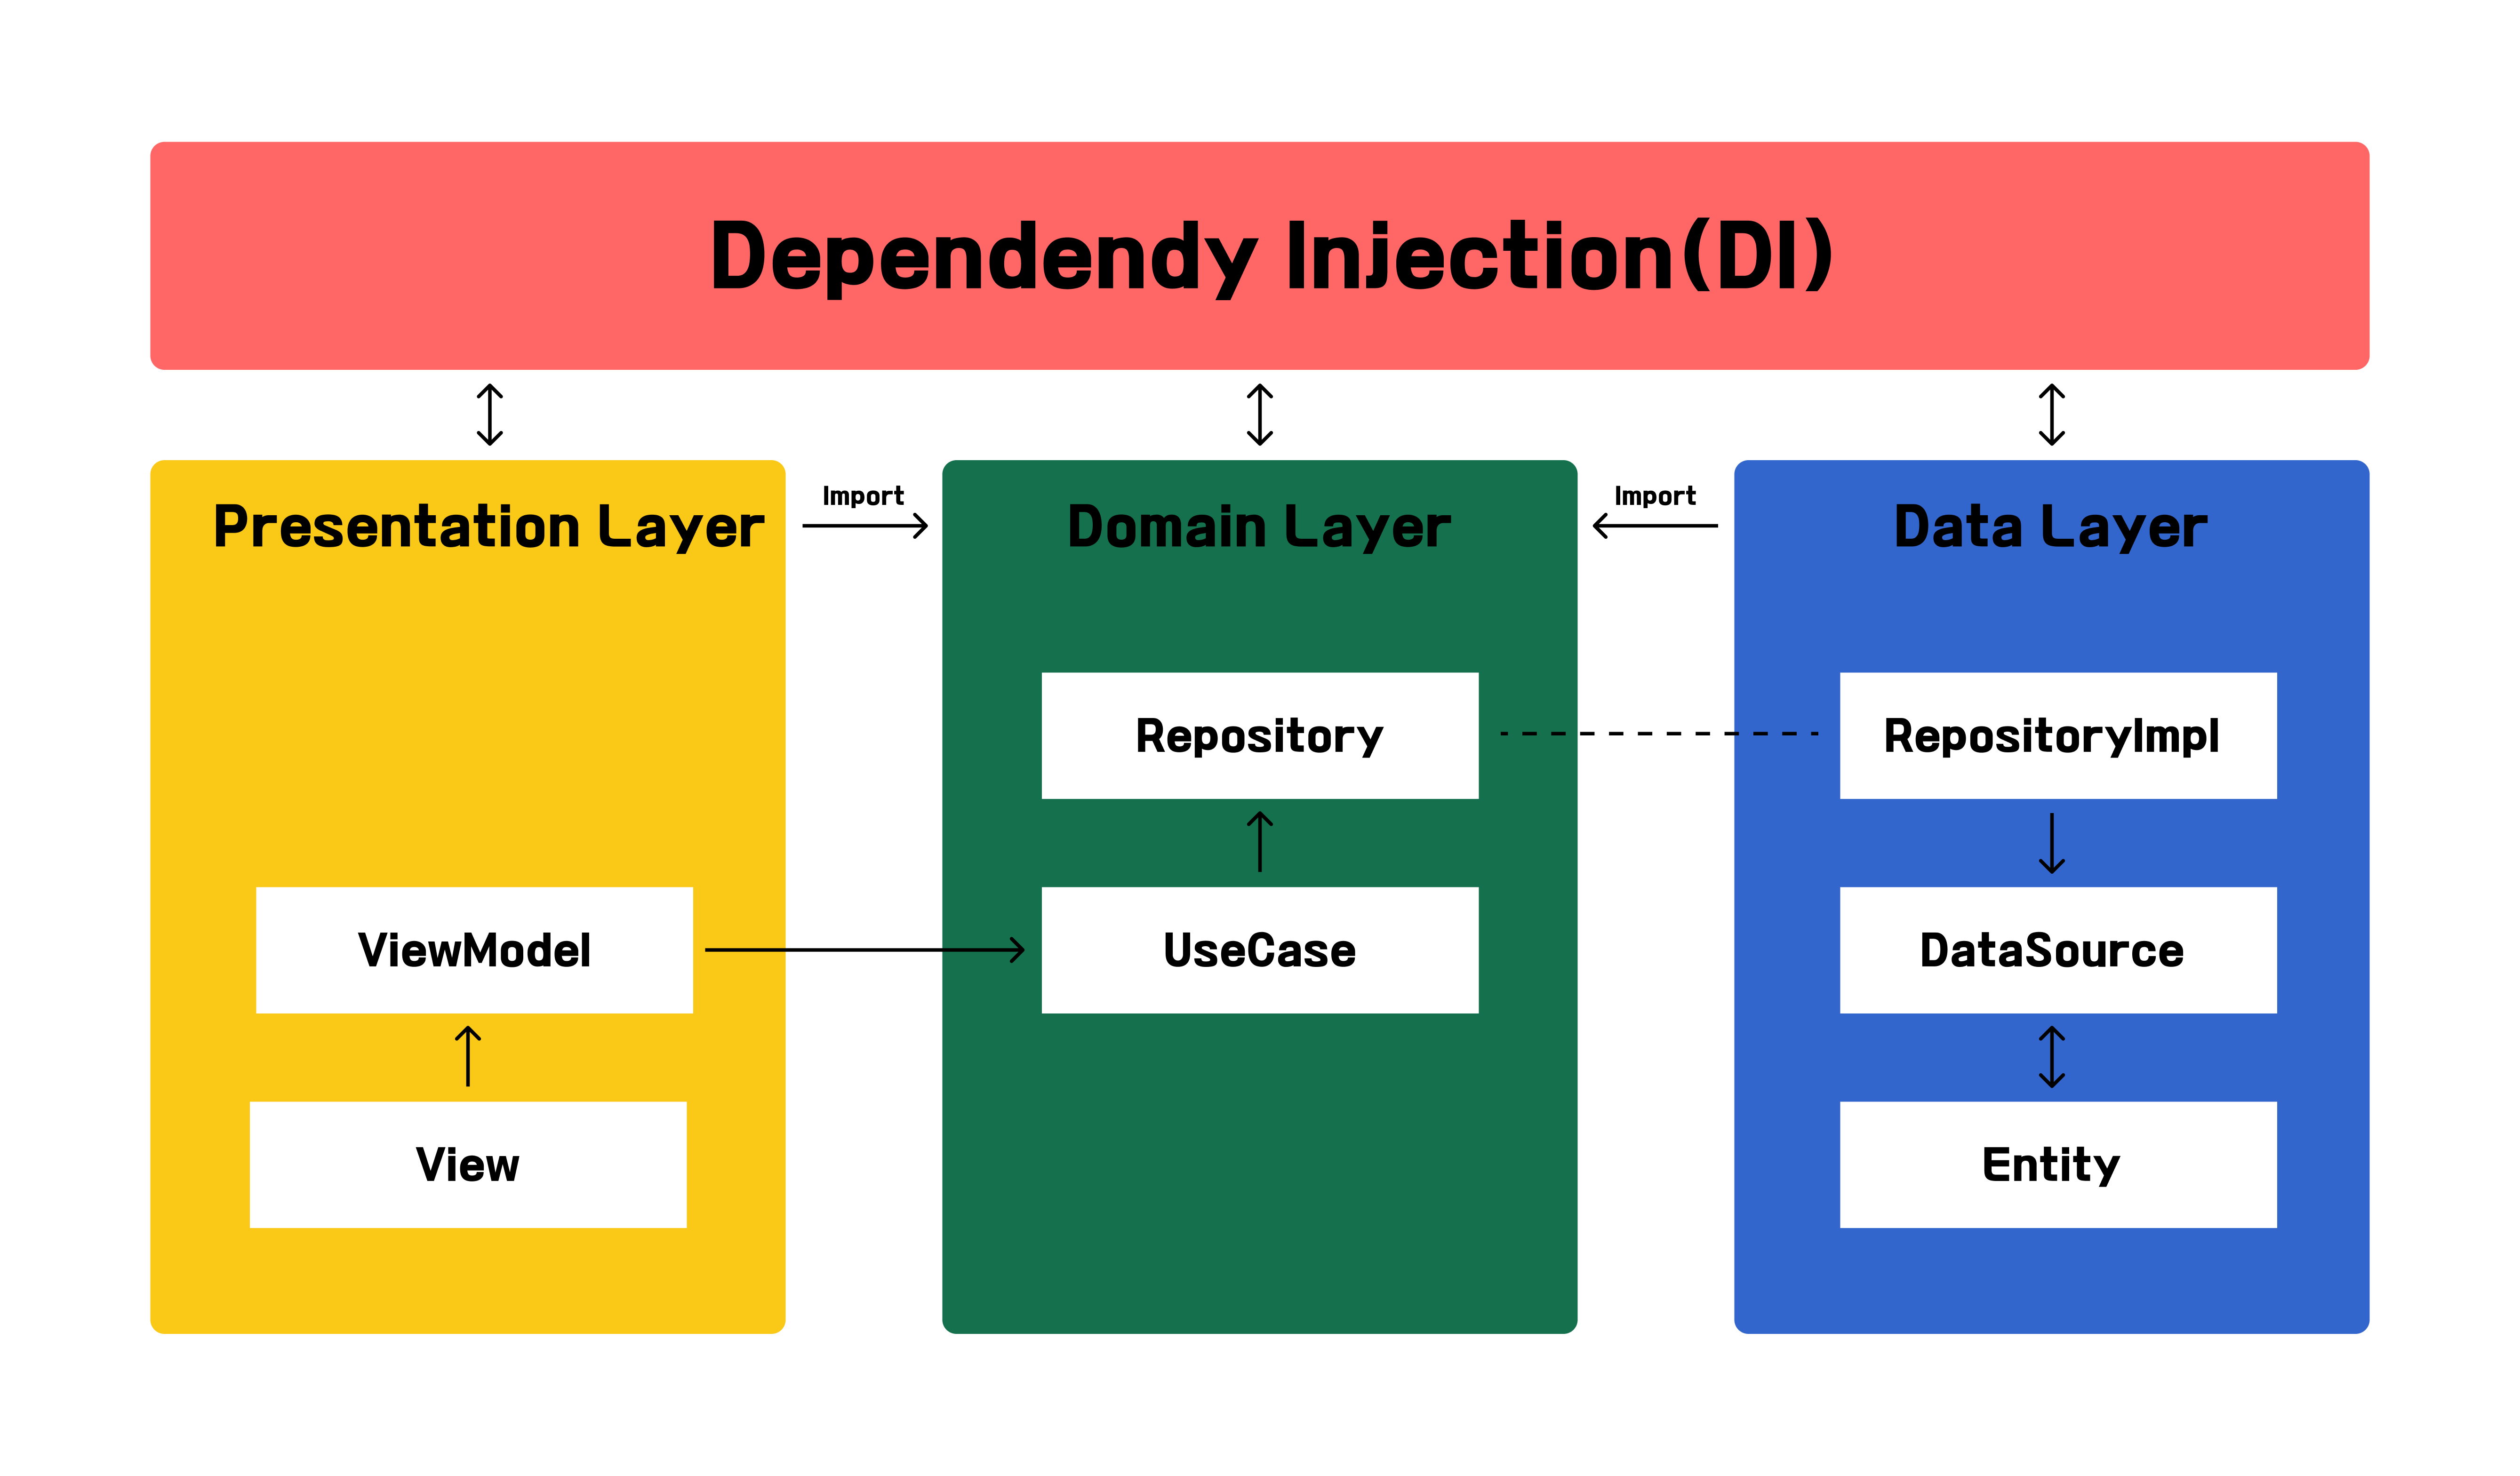 Dependendy Injection(DI)
Presentation Layer
Import
Domain Layer
Import
Data Layer
Repository
RepositoryImpl
ViewModel
UseCase
DataSource
View
Entity